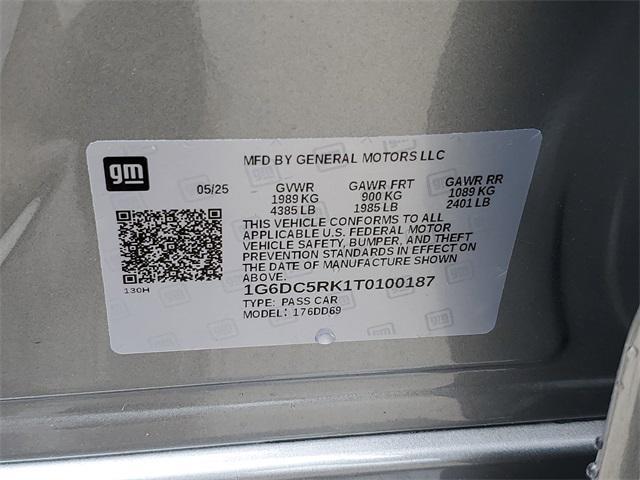 gm
MFD BY GENERAL MOTORS LLC
05/25 GVWR GAWR FRT GAWR RR
1989 KG 900 KG 1089 KG
4385 LB 1985 LB 2401 LB
THIS VEHICLE CONFORMS TO ALL
APPLICABLE U.S. FEDERAL MOTOR
VEHICLE SAFETY, BUMPER, AND THEFT
PREVENTION STANDARDS IN EFFECT ON
THE DATE OF MANUFACTURE SHOWN
ABOVE.
130H
1G6DC5RK1T0100187
TYPE: PASS CAR
MODEL: 176DD69